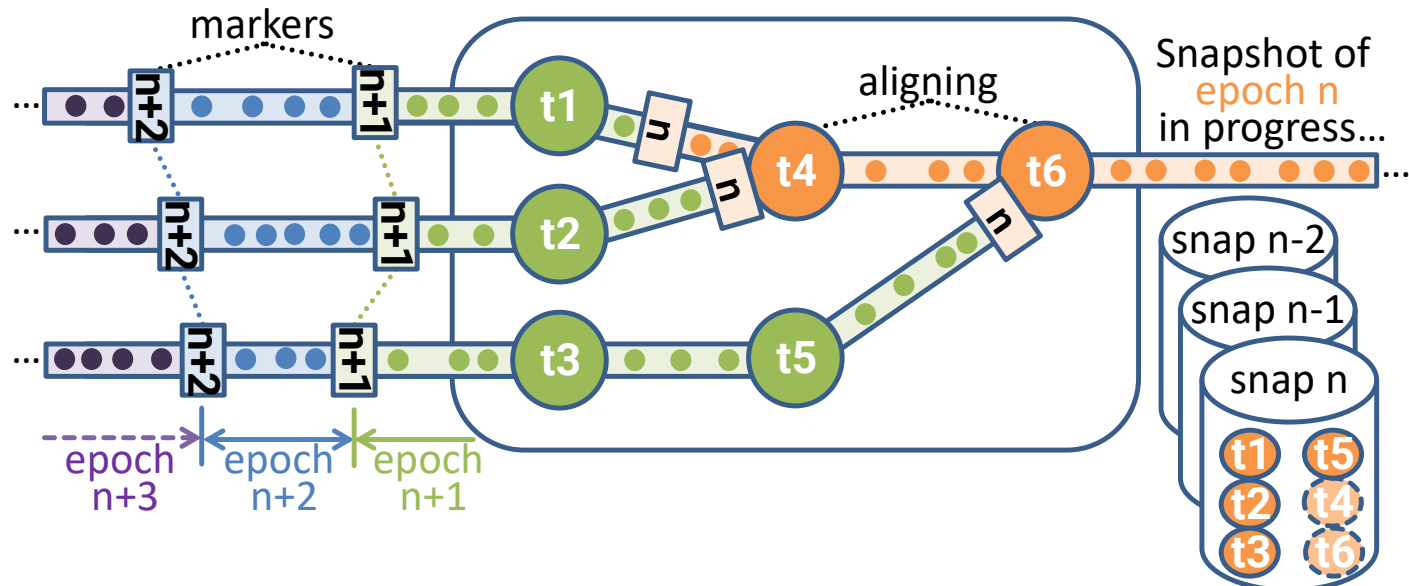 markers
aligning
Snapshot of
epoch n
in progress...
... n+2 n+1 t1 n
n t4 t6 ...
... n+2 n+1 t2
n
... n+2 n+1 t3 t5
snap n-2
snap n-1
snap n
epoch
n+3
epoch
n+2
epoch
n+1
t1 t5
t2 t4
t3 t6